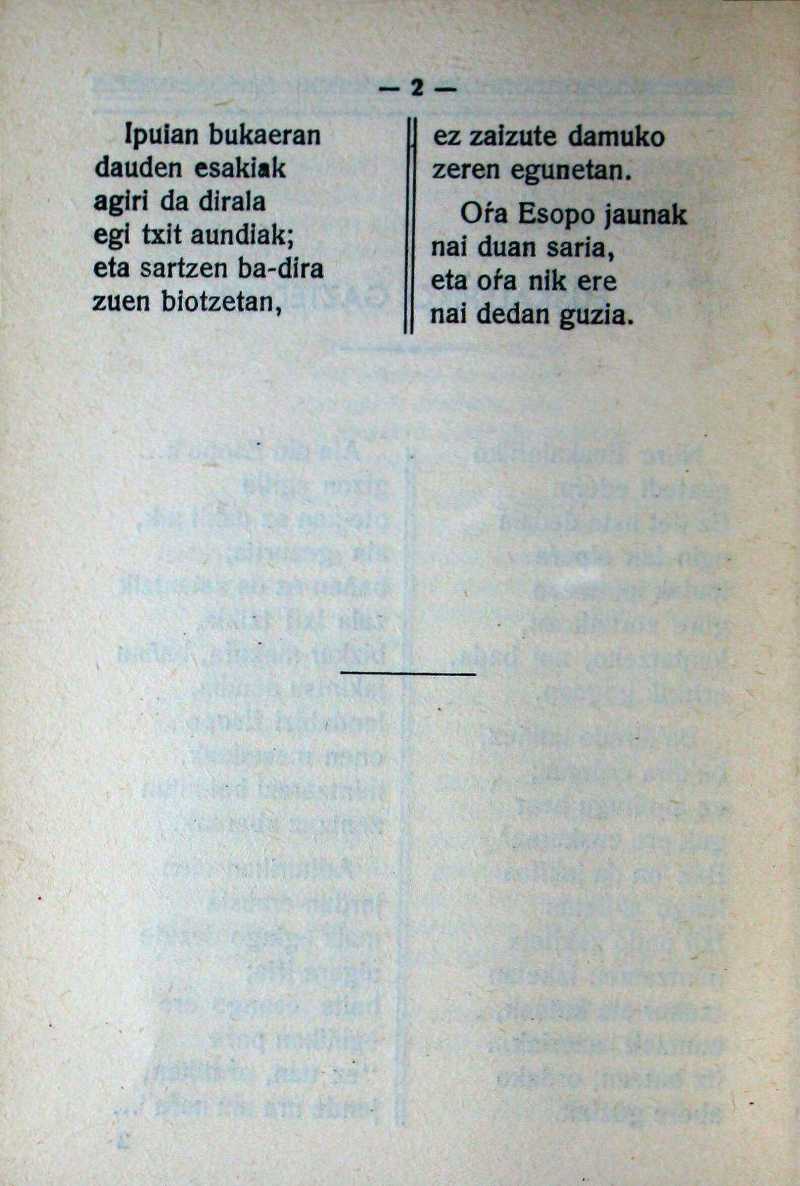 — 2 —
Ipuian bukaeran
dauden esakiak
agiri da dirala
egi txit aundiak;
eta sartzen ba-dira
zuen biotzetan,
ez zaizute damuko
zeren egunetan.
Oŕa Esopo jaunak
nai duan saria,
eta oŕa nik ere
nai dedan guzia.